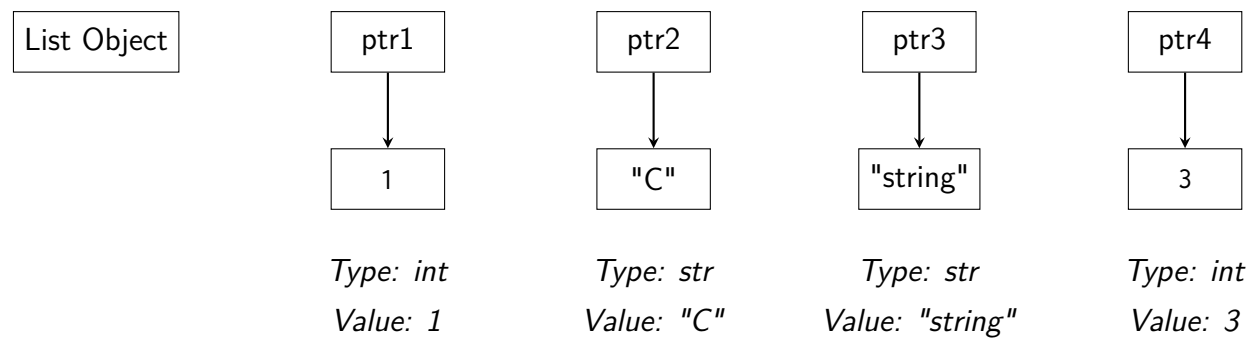 List Object ptr1 ptr2 ptr3 ptr4
1 "C" "string" 3
Type: int Type: str Type: str Type: int
Value: 1 Value: "C" Value: "string" Value: 3